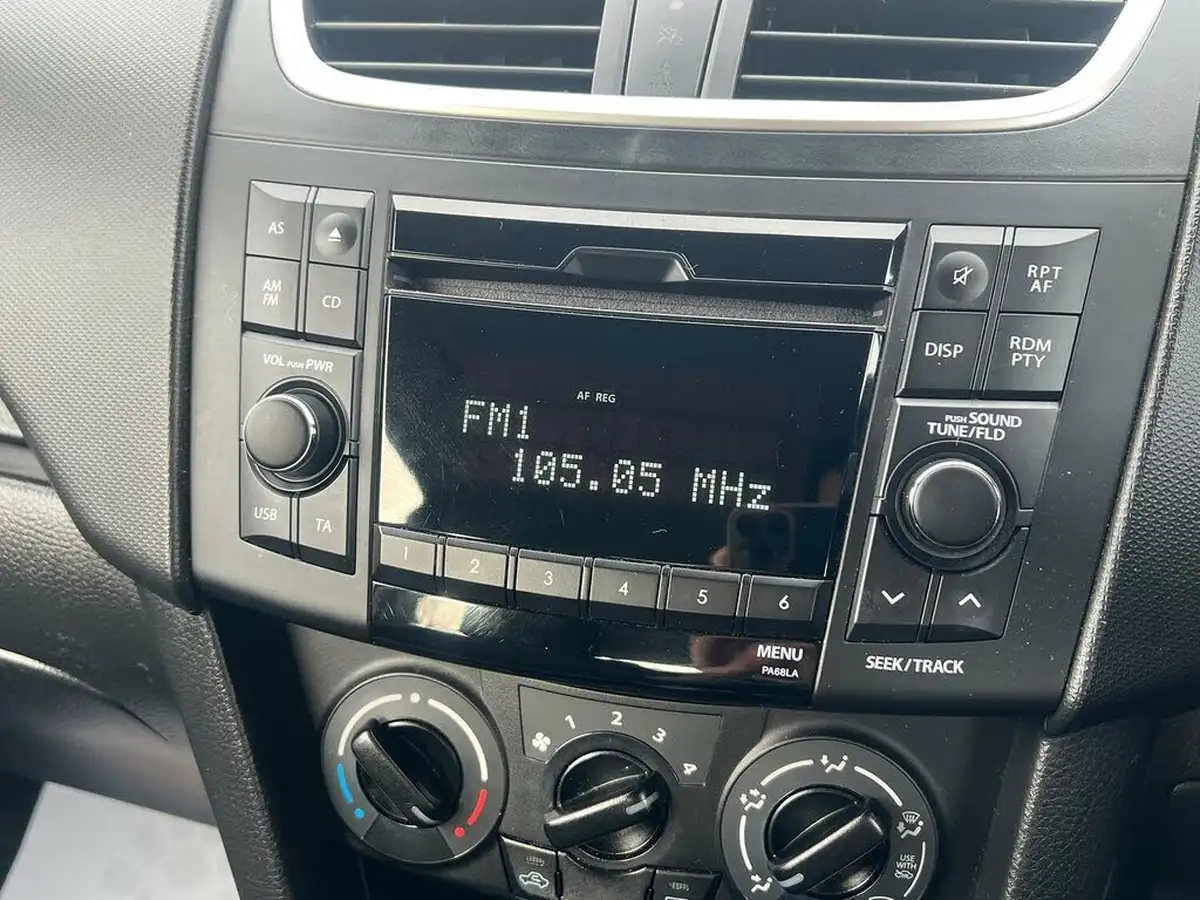 AS
AM
FM
CD
VOL PUSH PWR
USB
TA
AF REG
FM1
105.05 MHz
1
2
3
4
5
6
MENU
PA68LA
RPT
AF
DISP
RDM
PTY
PUSH SOUND
TUNE/FLD
SEEK/TRACK
1
2
3
4
USE
WITH